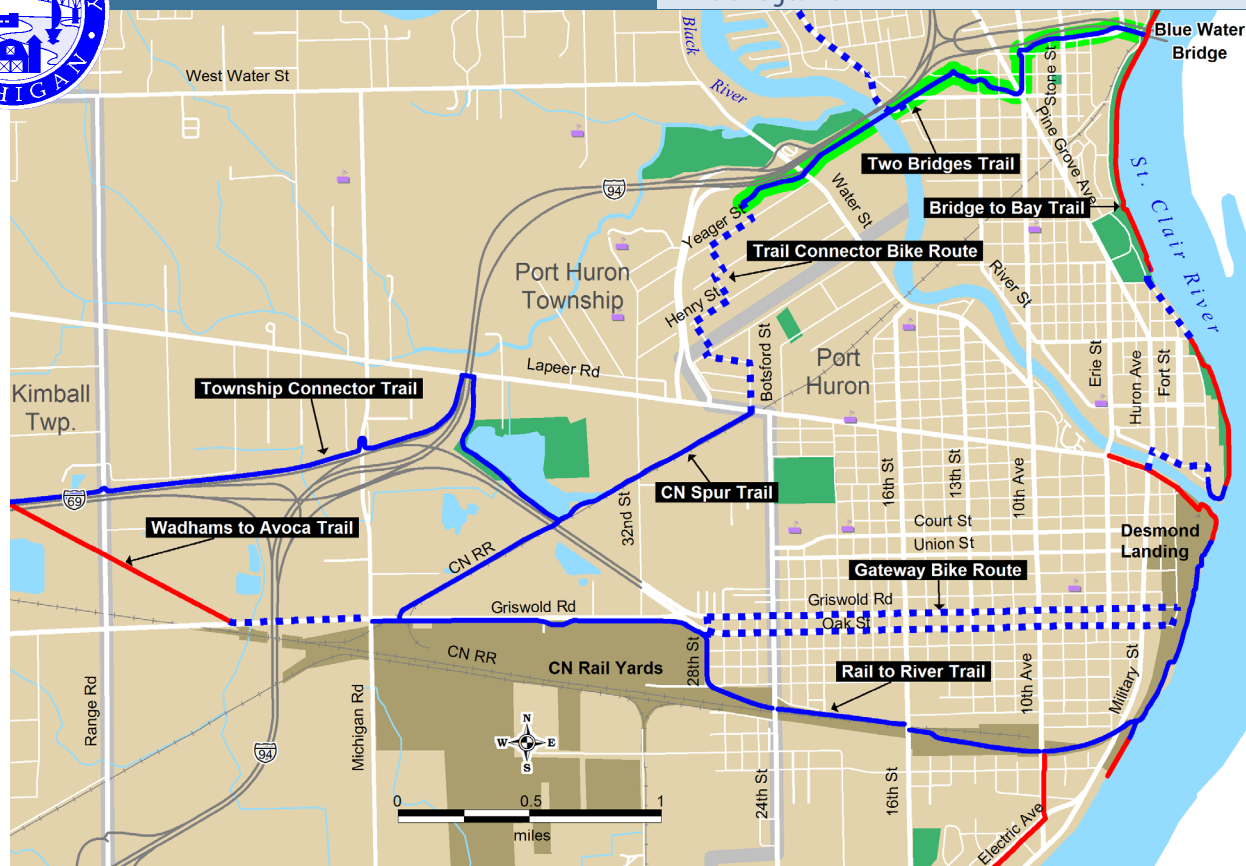 HIGAN • Y
Blue Water
Bridge
Black
River
West Water St
Stone St
Pine Grove Ave
Two Bridges Trail
94
Water St
Bridge to Bay Trail
St. Clair River
Yeager St
Trail Connector Bike Route
Port Huron
Township
Henry St
River St
Botsford St
Port
Huron
Lapeer Rd
Erie St
Huron Ave
Fort St
Kimball
Twp.
Township Connector Trail
CN Spur Trail
69
Wadhams to Avoca Trail
32nd St
16th St
13th St
10th Ave
Court St
Union St
Desmond
Landing
CN RR
Gateway Bike Route
Griswold Rd
Griswold Rd
Oak St
CN RR
CN Rail Yards
28th St
Rail to River Trail
10th Ave
Military St
Range Rd
Michigan Rd
94
N
W E
S
24th St
16th St
0 0.5 1
miles
Electric Ave